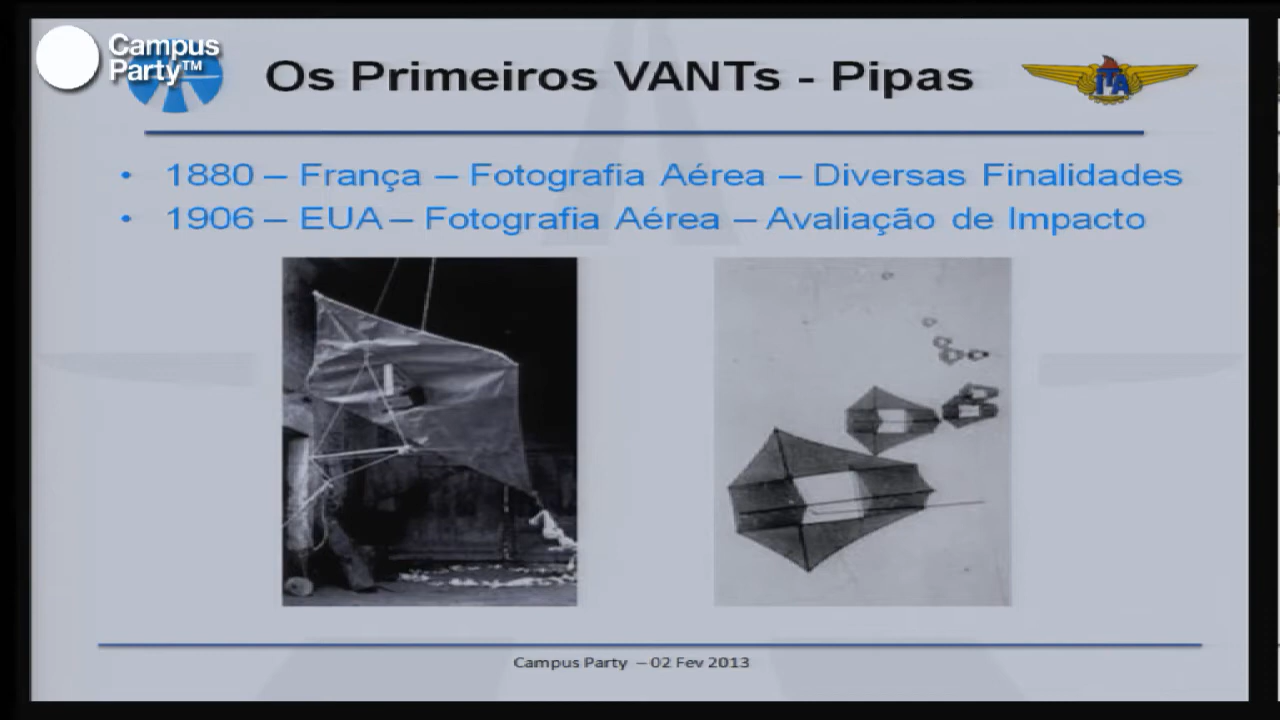 Campus
Party™
Os Primeiros VANTs - Pipas
ITA
• 1880 – França – Fotografia Aérea – Diversas Finalidades
• 1906 – EUA – Fotografia Aérea – Avaliação de Impacto
Campus Party – 02 Fev 2013